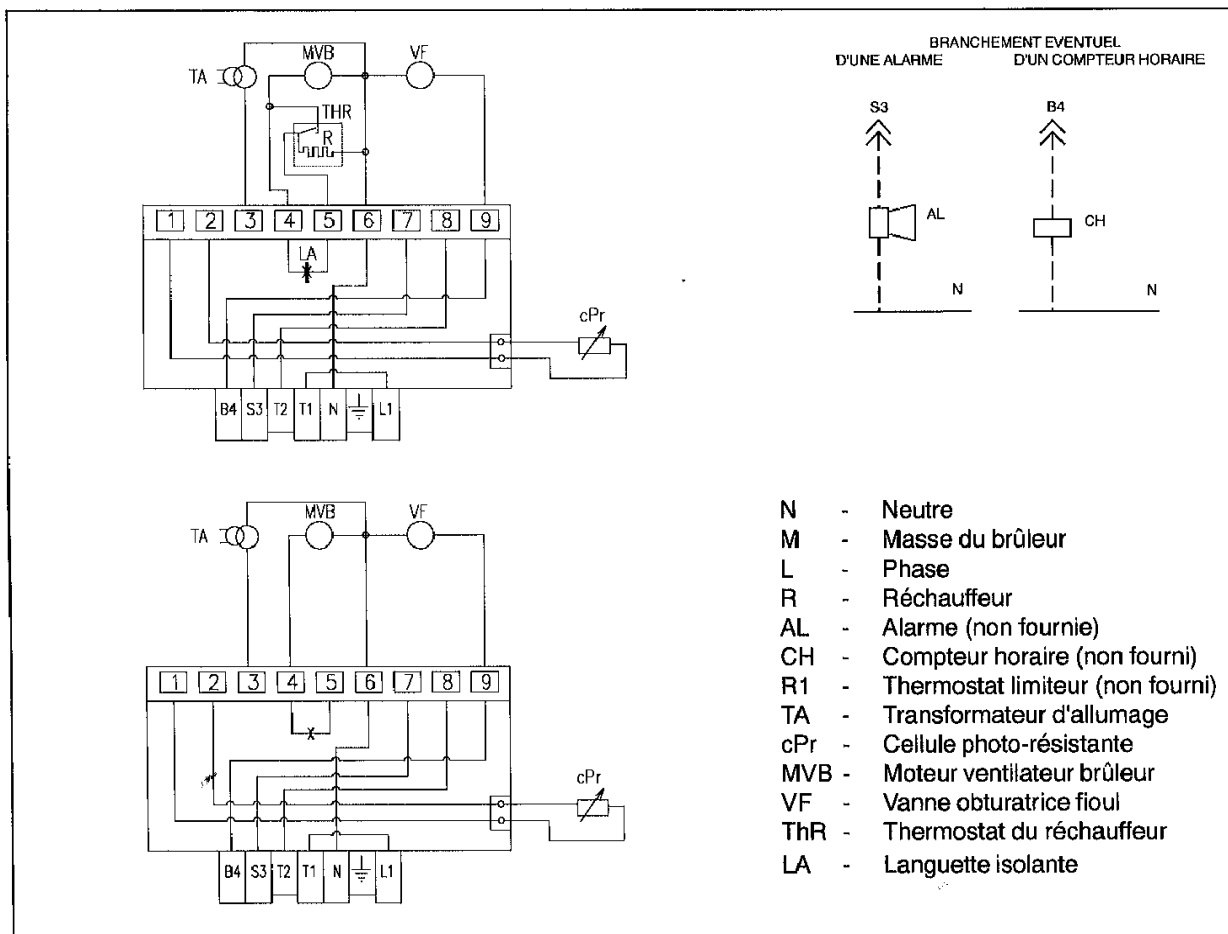 MVB VF
TA
THR
R
1 2 3 4 5 6 7 8 9
LA
cPr
B4 S3 T2 T1 N L1
BRANCHEMENT EVENTUEL
D'UNE ALARME D'UN COMPTEUR HORAIRE
S3 B4
AL CH
N N
MVB VF
TA
1 2 3 4 5 6 7 8 9
cPr
B4 S3 T2 T1 N L1
N - Neutre
M - Masse du brûleur
L - Phase
R - Réchauffeur
AL - Alarme (non fournie)
CH - Compteur horaire (non fourni)
R1 - Thermostat limiteur (non fourni)
TA - Transformateur d'allumage
cPr - Cellule photo-résistante
MVB - Moteur ventilateur brûleur
VF - Vanne obturatrice fioul
ThR - Thermostat du réchauffeur
LA - Languette isolante